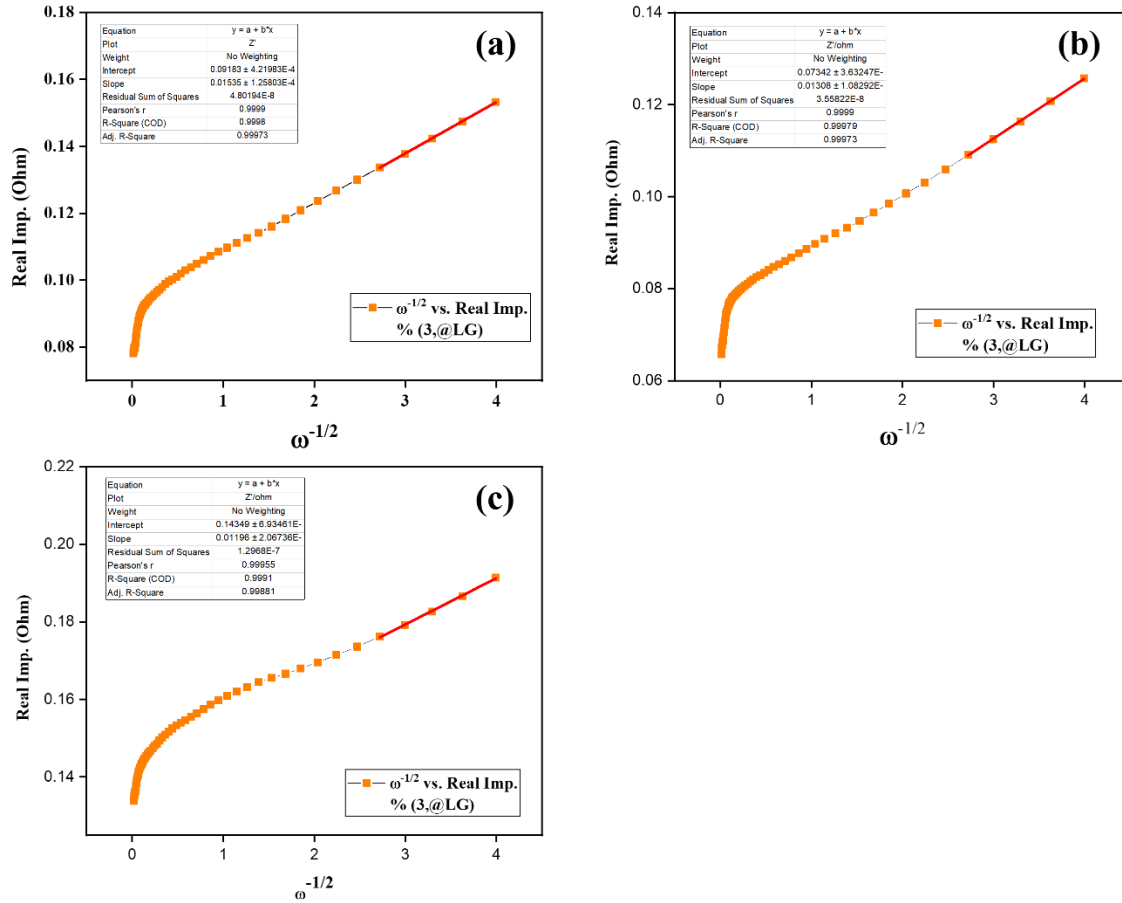 (a)
Equation y = a + b*x
Plot Z'
Weight No Weighting
Intercept 0.09183 ± 4.21983E-4
Slope 0.01535 ± 1.25803E-4
Residual Sum of Squares 4.80194E-8
Pearson's r 0.9999
R-Square (COD) 0.9998
Adj. R-Square 0.99973
0.18
0.16
0.14
0.12
0.10
0.08
Real Imp. (Ohm)
ω-1/2 vs. Real Imp.
% (3,@LG)
0 1 2 3 4
ω-1/2
(b)
Equation y = a + b*x
Plot Z'/ohm
Weight No Weighting
Intercept 0.07342 ± 3.63247E-
Slope 0.01308 ± 1.08292E-
Residual Sum of Squares 3.55822E-8
Pearson's r 0.9999
R-Square (COD) 0.99979
Adj. R-Square 0.99973
0.14
0.12
0.10
0.08
0.06
Real Imp. (Ohm)
ω-1/2 vs. Real Imp.
% (3,@LG)
0 1 2 3 4
ω-1/2
(c)
Equation y = a + b*x
Plot Z'/ohm
Weight No Weighting
Intercept 0.14349 ± 6.93461E-
Slope 0.01196 ± 2.06736E-
Residual Sum of Squares 1.2968E-7
Pearson's r 0.99955
R-Square (COD) 0.9991
Adj. R-Square 0.99881
0.22
0.20
0.18
0.16
0.14
Real Imp. (Ohm)
ω-1/2 vs. Real Imp.
% (3,@LG)
0 1 2 3 4
ω-1/2